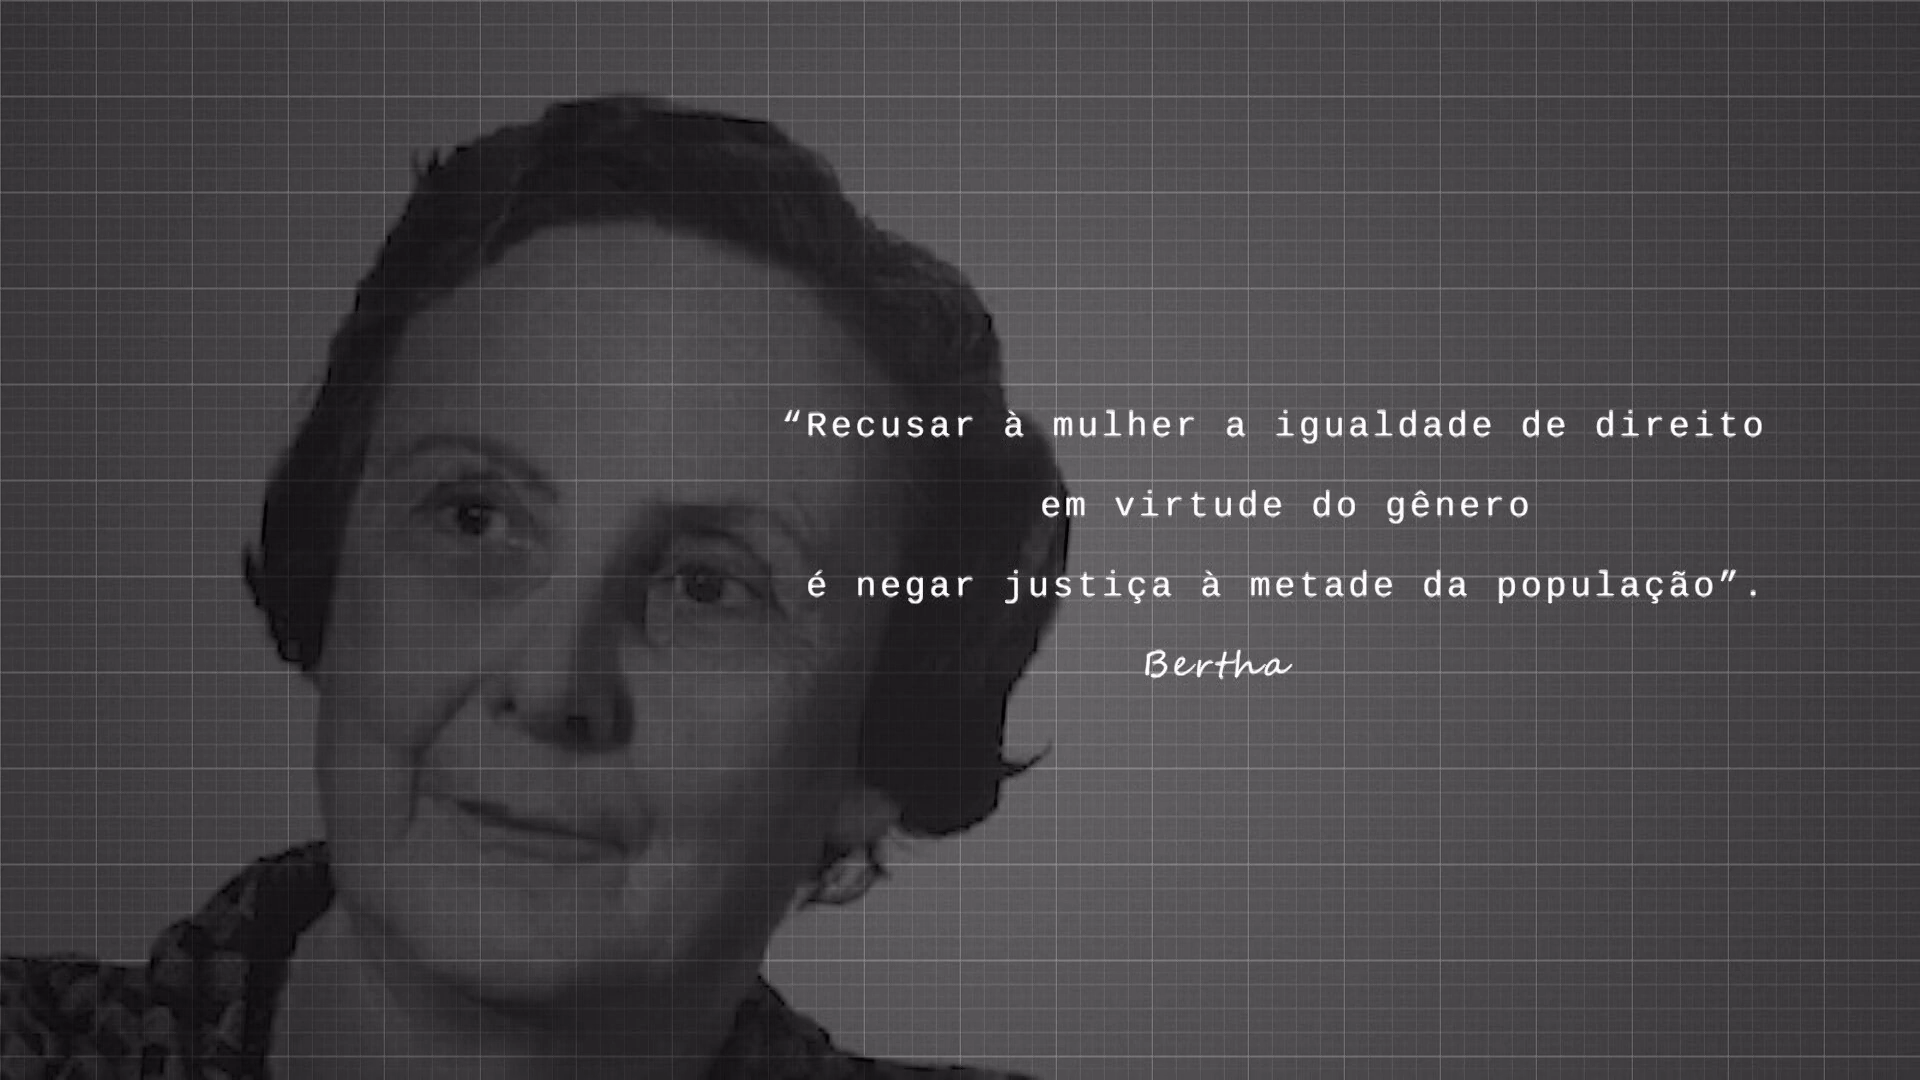 “Recusar à mulher a igualdade de direito
em virtude do gênero
é negar justiça à metade da população”.
Bertha